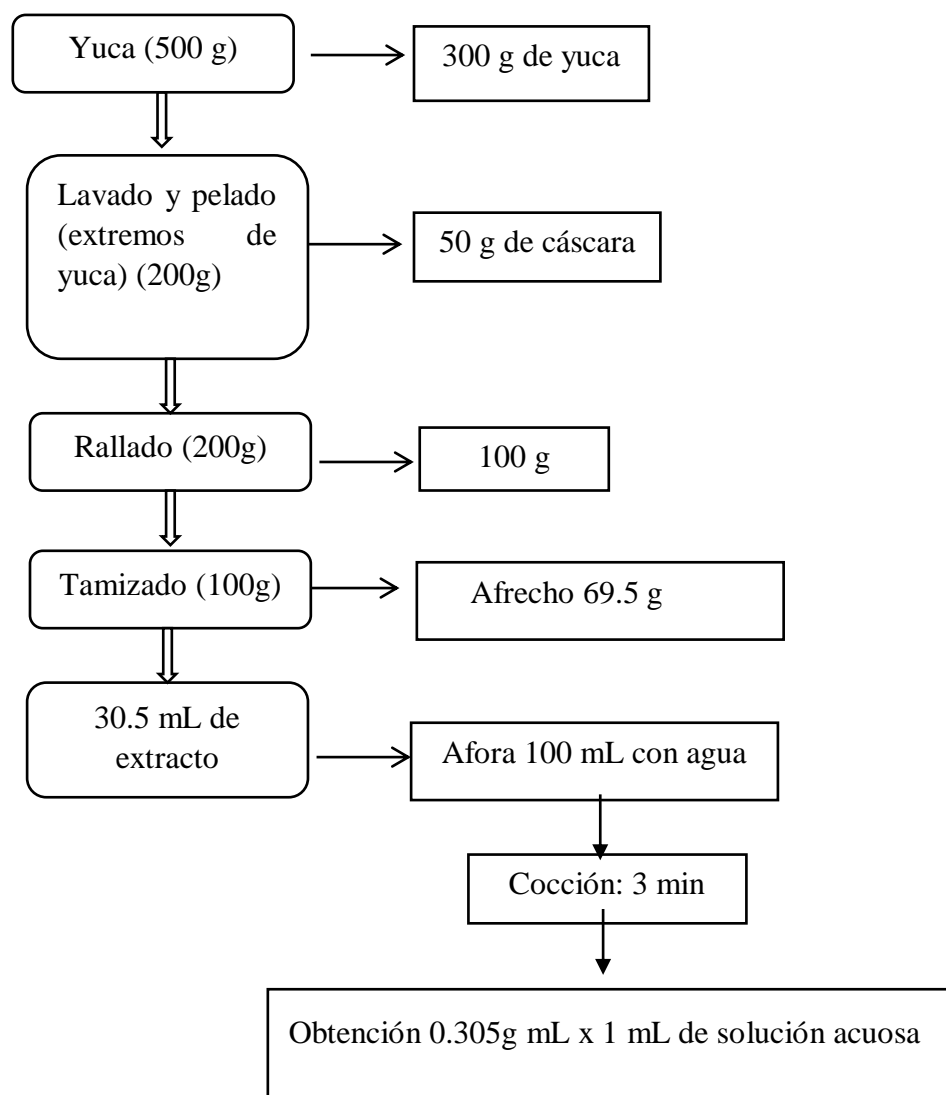 Yuca (500 g)
300 g de yuca
Lavado y pelado
(extremos de
yuca) (200g)
50 g de cáscara
Rallado (200g)
100 g
Tamizado (100g)
Afrecho 69.5 g
30.5 mL de
extracto
Afora 100 mL con agua
Cocción: 3 min
Obtención 0.305g mL x 1 mL de solución acuosa